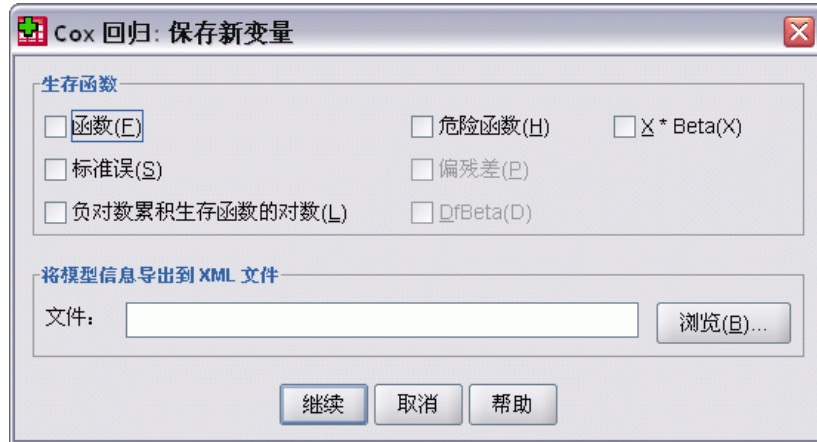 Cox 回归: 保存新变量
生存函数
函数(F) 危险函数(H) X * Beta(X)
标准误(S) 偏残差(P)
负对数累积生存函数的对数(L) DfBeta(D)
将模型信息导出到 XML 文件
文件： 浏览(B)...
继续 取消 帮助